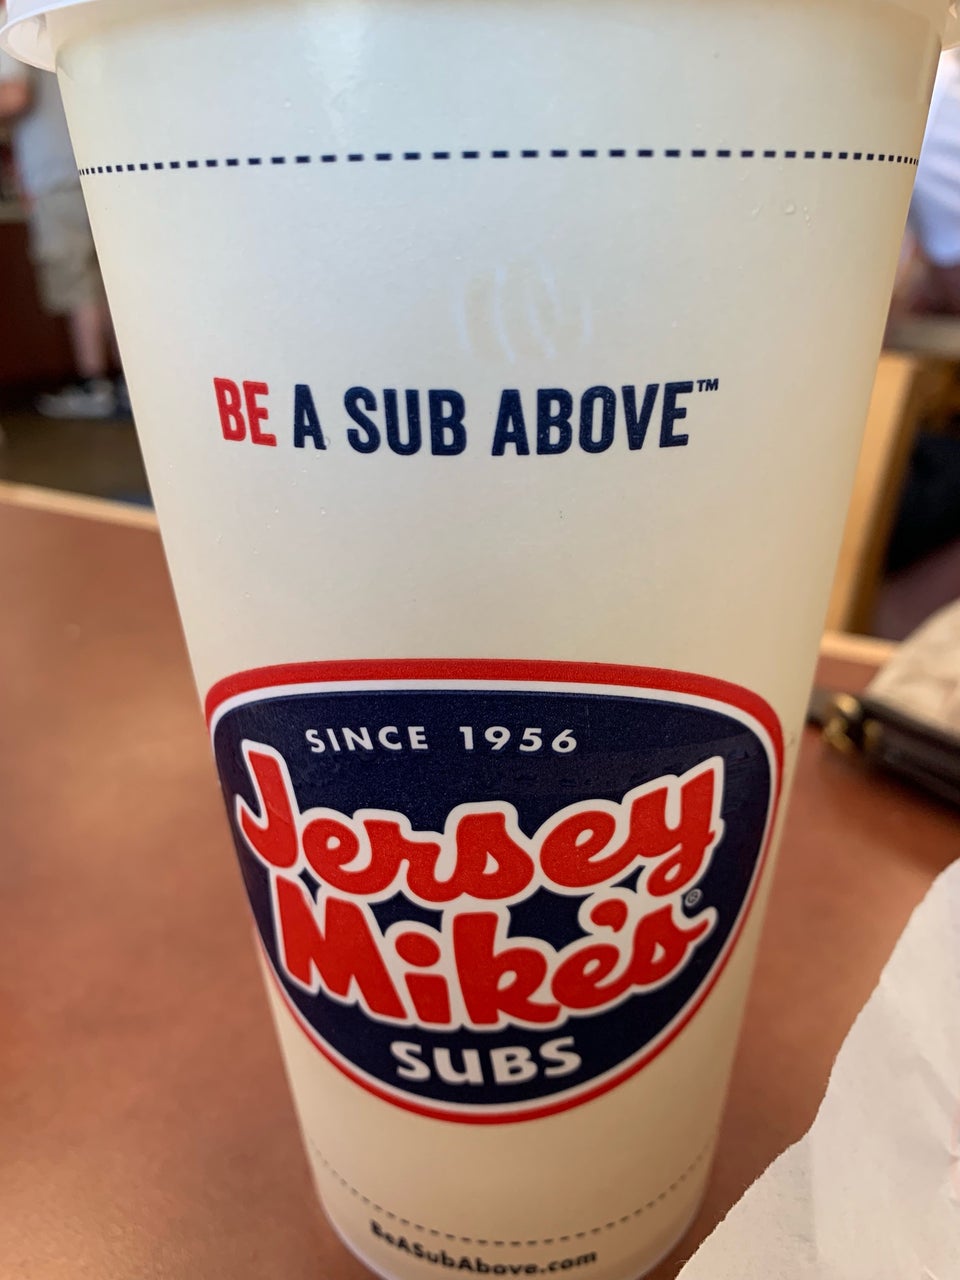 BE A SUB ABOVE™
SINCE 1956
Jersey
Mike's®
SUBS
BeASubAbove.com